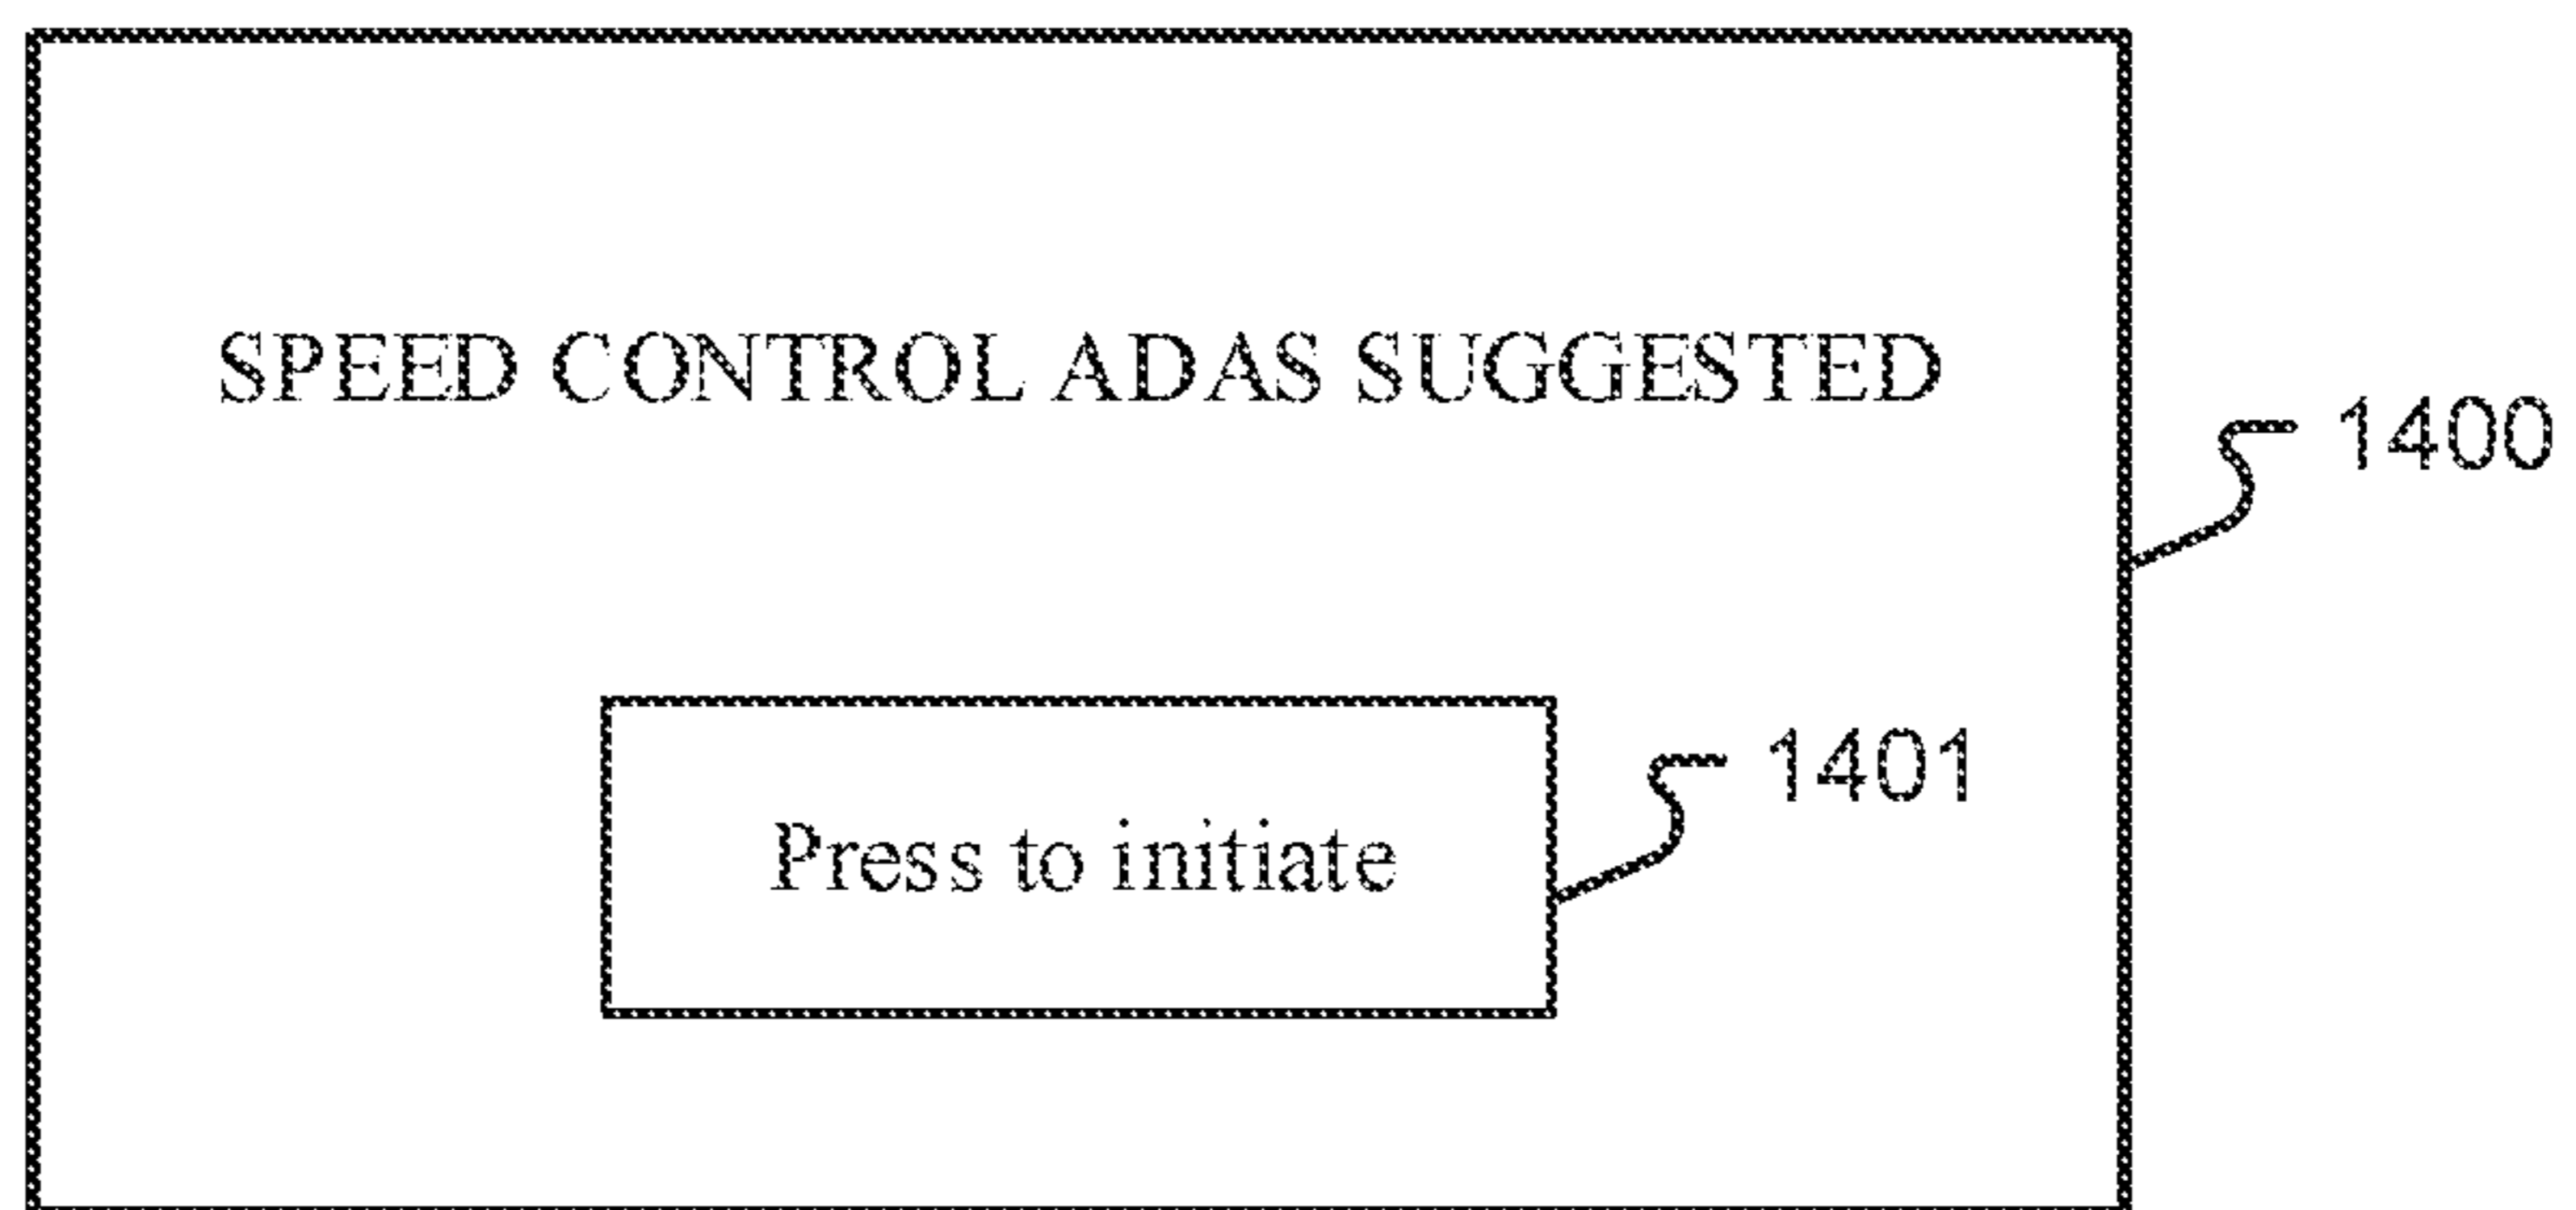 SPEED CONTROL ADAS SUGGESTED
1400
1401
Press to initiate